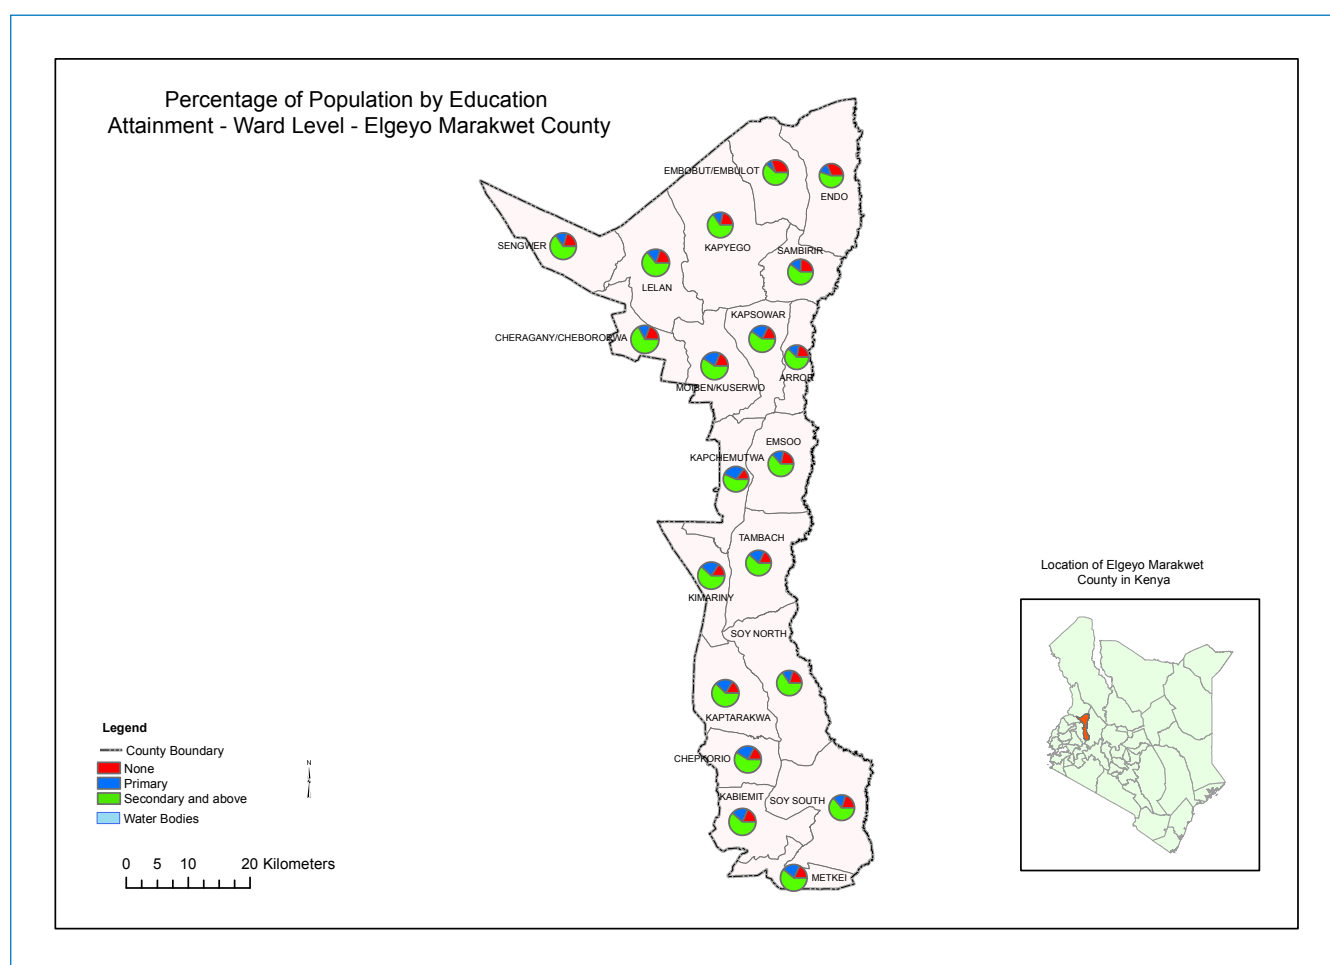 Percentage of Population by Education
Attainment - Ward Level - Elgeyo Marakwet County
EMBOBUT/EMBULOT
ENDO
SENGWER
KAPYEGO
SAMBIRIR
LELAN
KAPSOWAR
CHERAGANY/CHEBORORWA
ARROR
MOIBEN/KUSERWO
EMSOO
KAPCHEMUTWA
TAMBACH
KIMARINY
SOY NORTH
KAPTARAKWA
CHEPKORIO
KABIEMIT
SOY SOUTH
METKEI
Location of Elgeyo Marakwet
County in Kenya
Legend
County Boundary
None
Primary
Secondary and above
Water Bodies
N
0 5 10 20 Kilometers